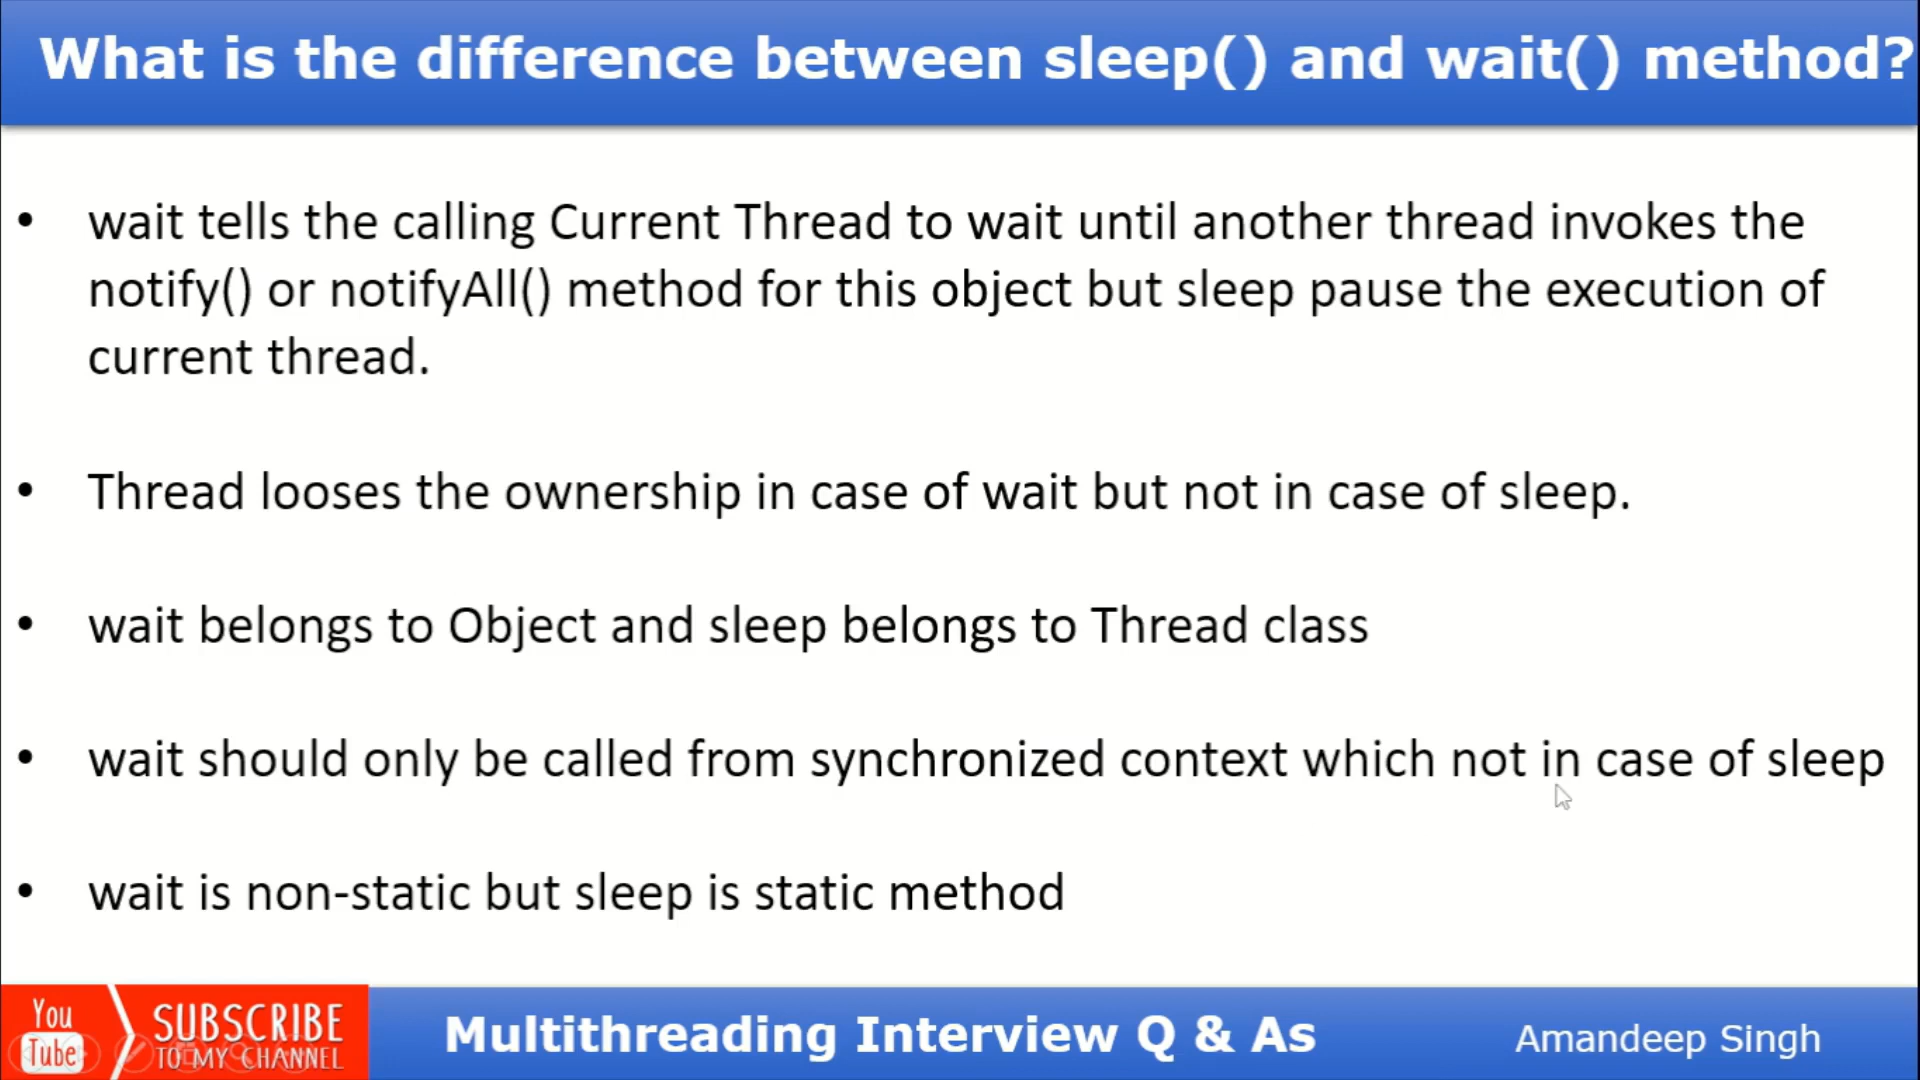 What is the difference between sleep() and wait() method?
• wait tells the calling Current Thread to wait until another thread invokes the
notify() or notifyAll() method for this object but sleep pause the execution of
current thread.
• Thread looses the ownership in case of wait but not in case of sleep.
• wait belongs to Object and sleep belongs to Thread class
• wait should only be called from synchronized context which not in case of sleep
• wait is non-static but sleep is static method
You
Tube
SUBSCRIBE
TO MY CHANNEL
Multithreading Interview Q & As
Amandeep Singh